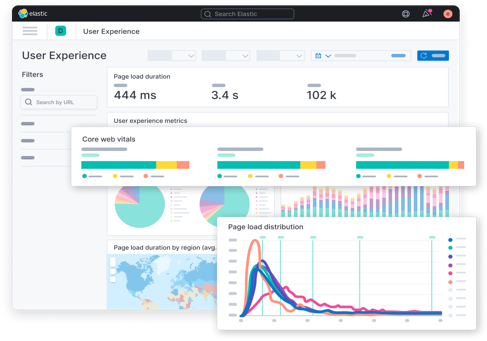 elastic
Search Elastic
D
User Experience
User Experience
Filters
Search by URL
Page load duration
444 ms
3.4 s
102 k
User experience metrics
Core web vitals
Page load duration by region (avg.
Page load distribution